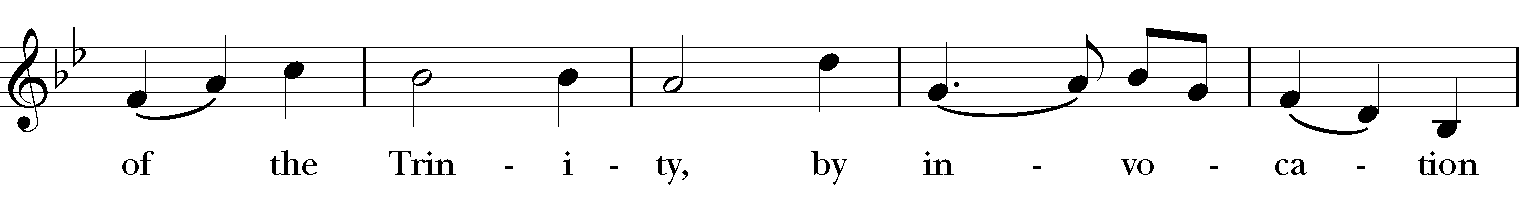 of the Trin - i - ty, by in - vo - ca - tion